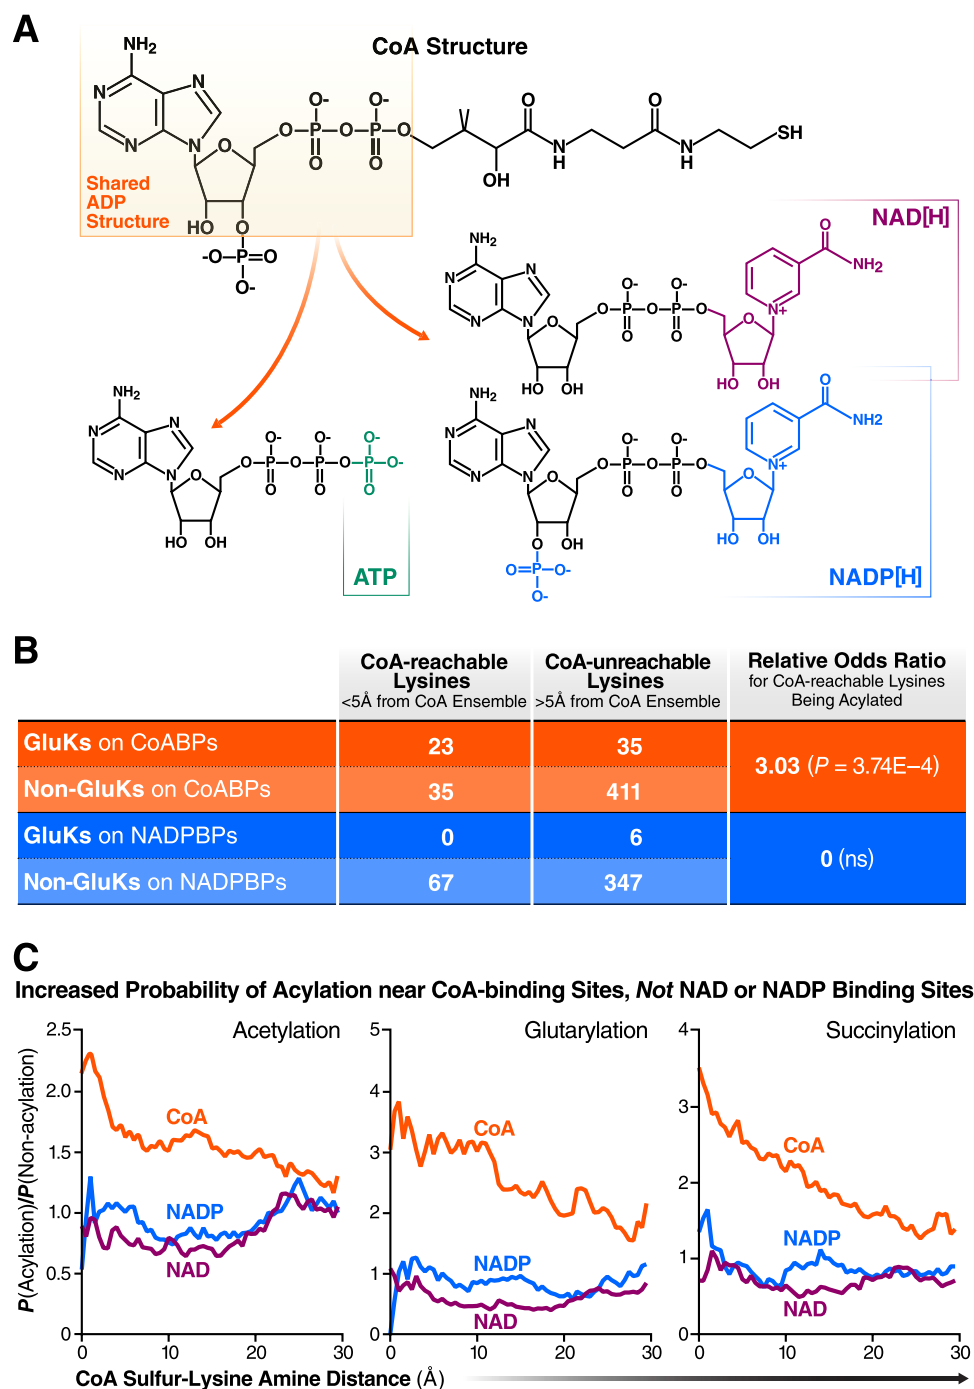 A
CoA Structure
NH₂
N
N
N
N
O
O
O-
P
O
O
O-
P
O
O
OH
O
N
H
O
N
H
SH
HO
O
-O
P
O
O-
Shared
ADP
Structure
NAD[H]
NH₂
N
N
N
N
O
O
O-
P
O
O
O-
P
O
O
O
N+
O
NH2
HO
OH
HO
OH
NH₂
N
N
N
N
O
O
O-
P
O
O
O-
P
O
O
O-
P
O-
O
HO
OH
ATP
NH₂
N
N
N
N
O
O
O-
P
O
O
O-
P
O
O
O
N+
O
NH2
O
OH
HO
OH
O=P-O-
O-
NADP[H]
B
CoA-reachable
Lysines
<5Å from CoA Ensemble
CoA-unreachable
Lysines
>5Å from CoA Ensemble
Relative Odds Ratio
for CoA-reachable Lysines
Being Acylated
GluKs on CoABPs 23 35
3.03 (P = 3.74E–4)
Non-GluKs on CoABPs 35 411
GluKs on NADPBPs 0 6
0 (ns)
Non-GluKs on NADPBPs 67 347
C
Increased Probability of Acylation near CoA-binding Sites, Not NAD or NADP Binding Sites
P(Acylation)/P(Non-acylation)
Acetylation
2.5
2.0
1.5
1.0
0.5
0
CoA
NADP
NAD
0 10 20 30
Glutarylation
5
4
3
2
1
0
CoA
NADP
NAD
0 10 20 30
Succinylation
4
3
2
1
0
CoA
NADP
NAD
0 10 20 30
CoA Sulfur-Lysine Amine Distance (Å)